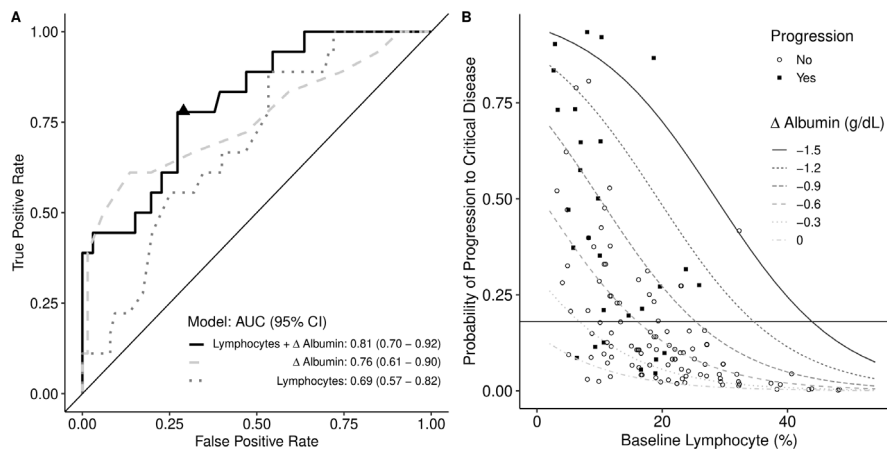 A
True Positive Rate
1.00
0.75
0.50
0.25
0.00
Model: AUC (95% CI)
Lymphocytes + Δ Albumin: 0.81 (0.70 − 0.92)
Δ Albumin: 0.76 (0.61 − 0.90)
Lymphocytes: 0.69 (0.57 − 0.82)
0.00 0.25 0.50 0.75 1.00
False Positive Rate
B
Probability of Progression to Critical Disease
0.75
0.50
0.25
0.00
Progression
No
Yes
Δ Albumin (g/dL)
−1.5
−1.2
−0.9
−0.6
−0.3
0
0 20 40
Baseline Lymphocyte (%)